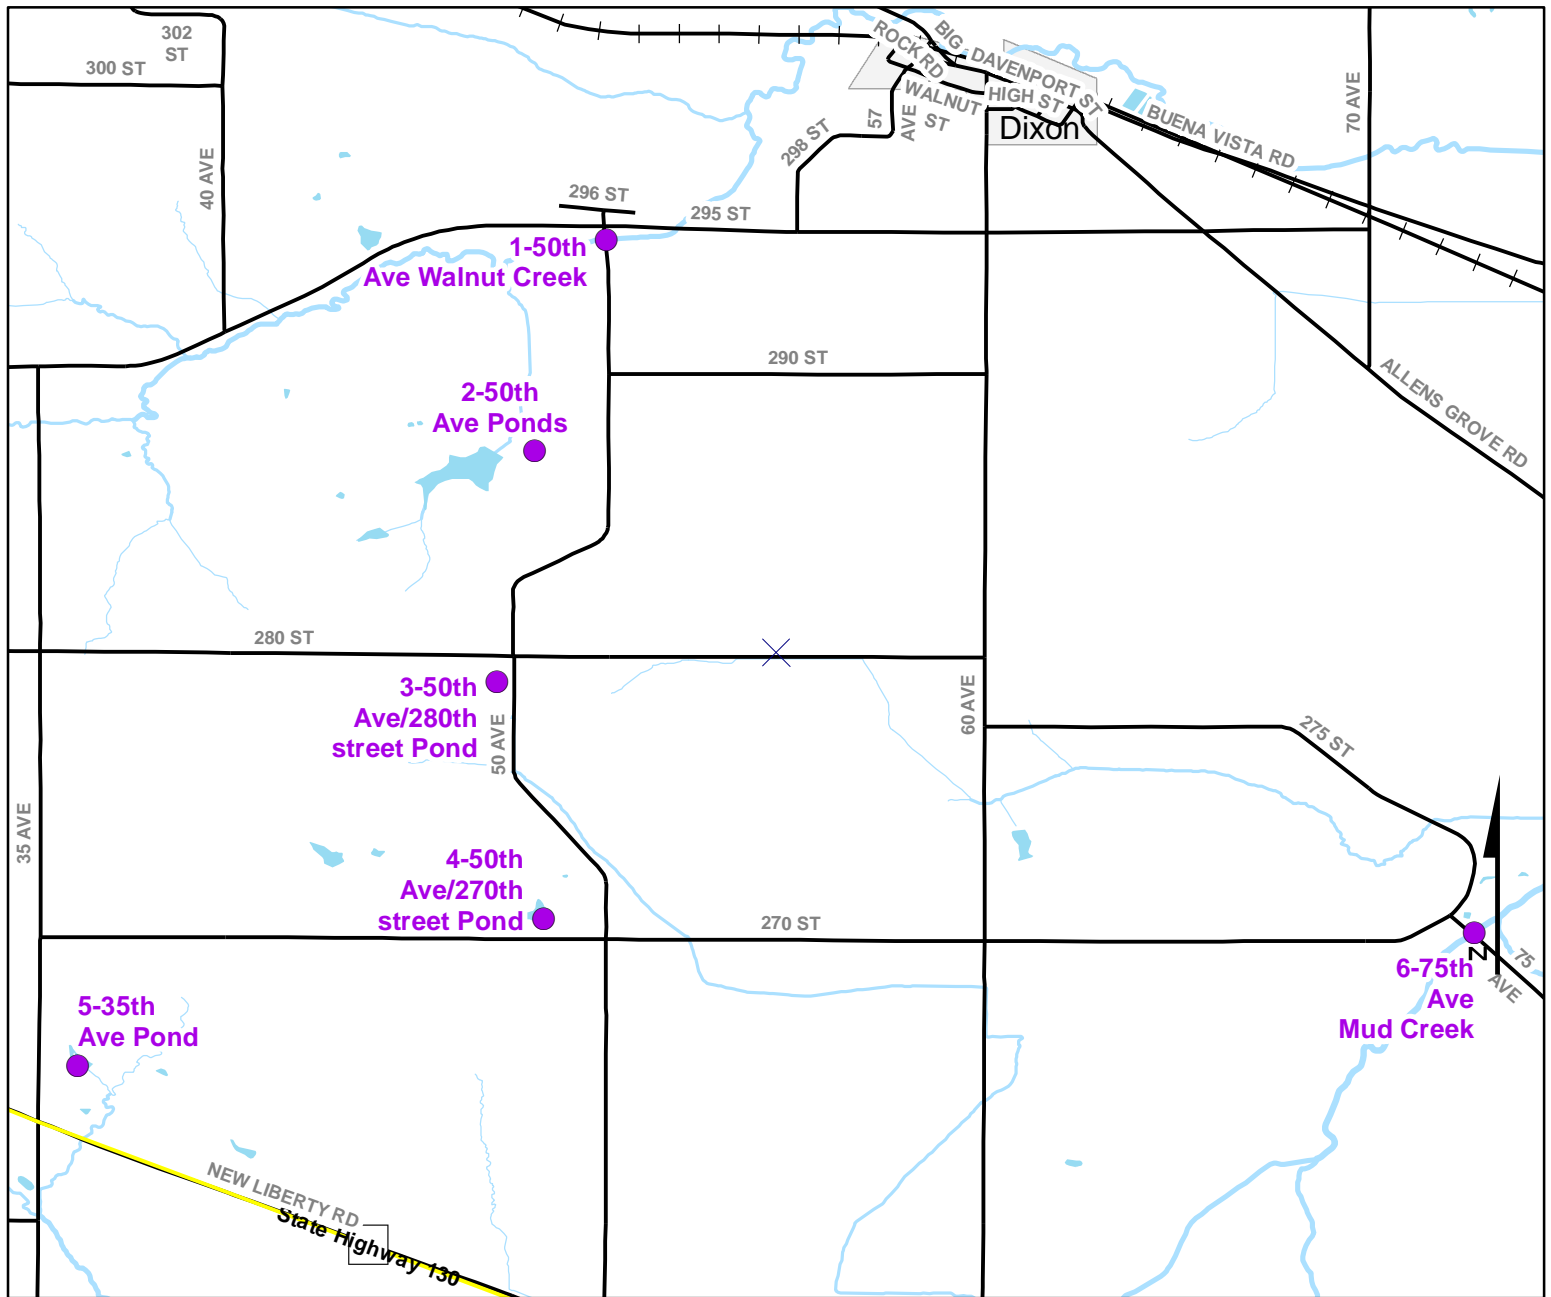 302
ST
300 ST
40 AVE
ROCK RD
BIG
DAVENPORT ST
WALNUT
ST
HIGH ST
57
AVE
298 ST
Dixon
BUENA VISTA RD
70 AVE
296 ST
295 ST
1-50th
Ave Walnut Creek
290 ST
ALLENS GROVE RD
2-50th
Ave Ponds
280 ST
3-50th
Ave/280th
street Pond
50 AVE
60 AVE
275 ST
35 AVE
4-50th
Ave/270th
street Pond
270 ST
N
75
AVE
6-75th
Ave
Mud Creek
5-35th
Ave Pond
NEW LIBERTY RD
State Highway 130